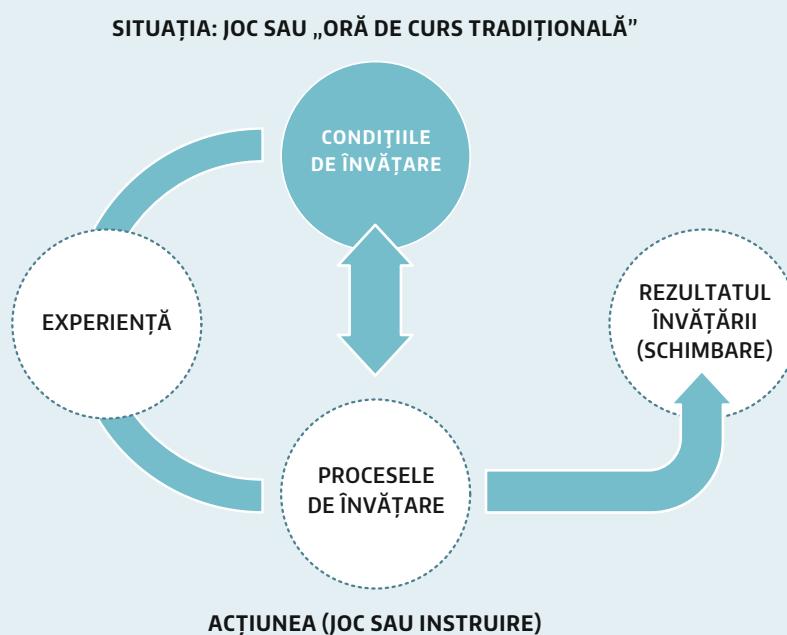 SITUAȚIA: JOC SAU „ORĂ DE CURS TRADIȚIONALĂ”
CONDIŢIILE
DE ÎNVĂȚARE
EXPERIENȚĂ
REZULTATUL
ÎNVĂȚĂRII
(SCHIMBARE)
PROCESELE
DE ÎNVĂȚARE
ACȚIUNEA (JOC SAU INSTRUIRE)